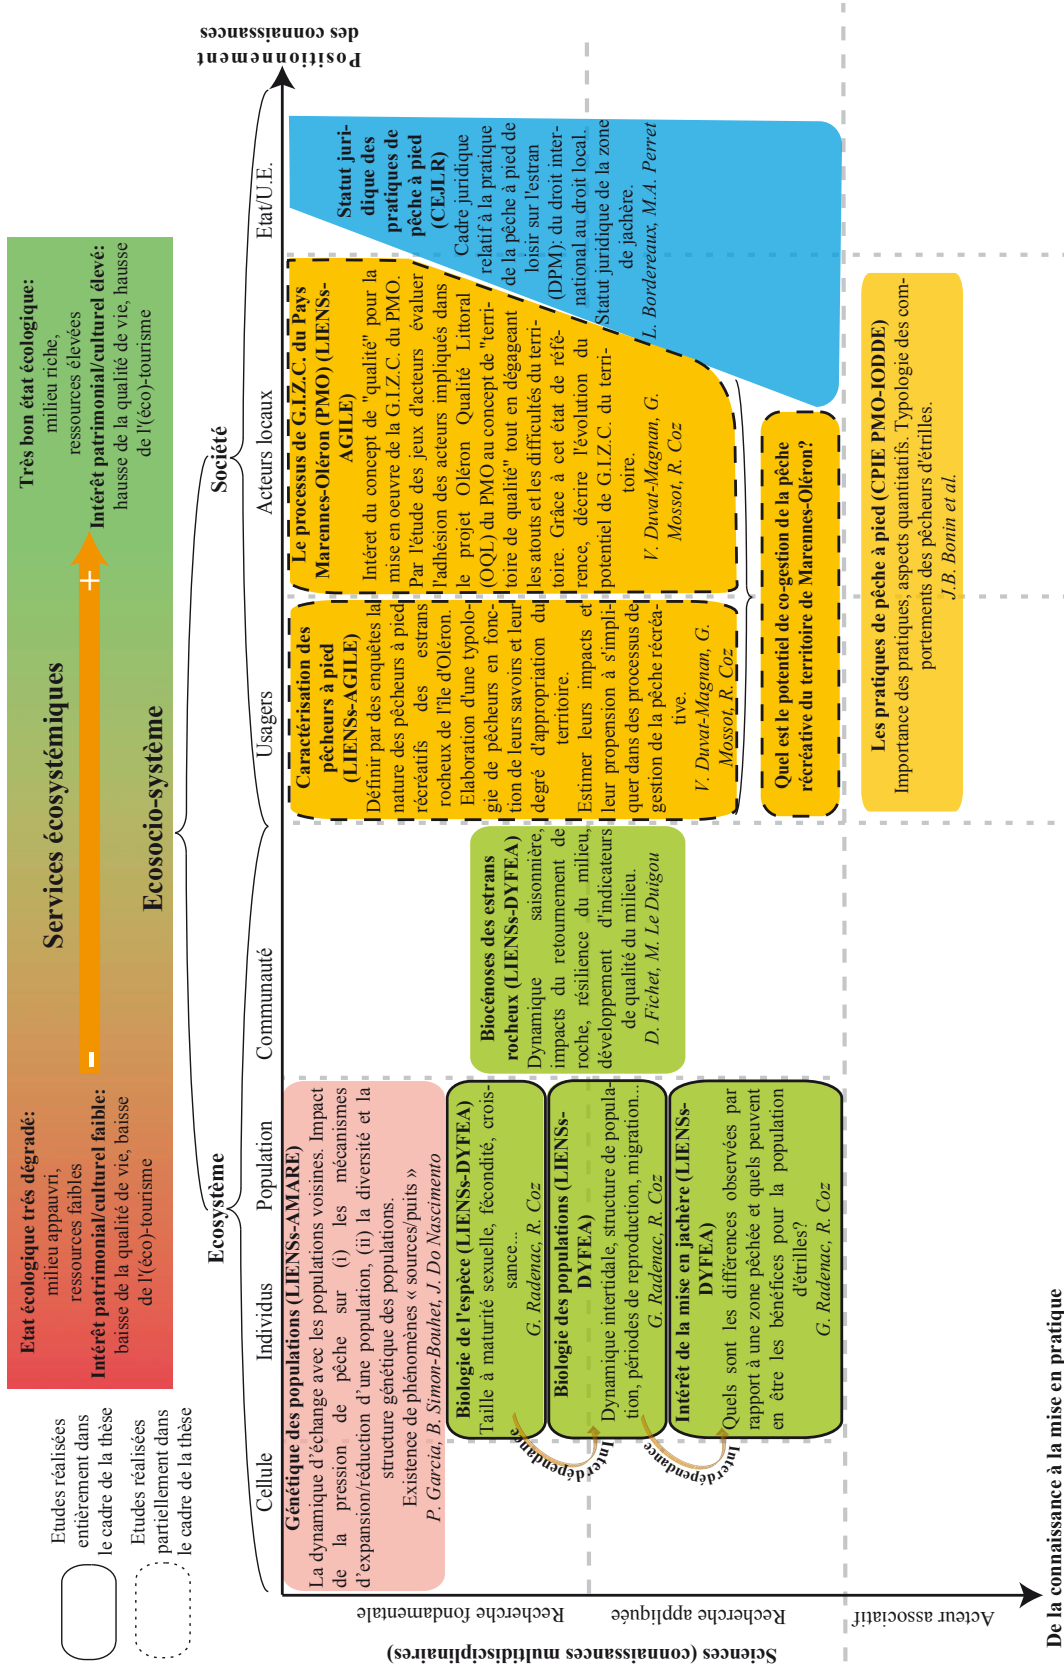 Etudes réalisées
entièrement dans
le cadre de la thèse
Etudes réalisées
partiellement dans
le cadre de la thèse
Etat écologique trés dégradé:
milieu appauvri,
ressources faibles
Intérêt patrimonial/culturel faible:
baisse de la qualité de vie, baisse
de l'(éco)-tourisme
Services écosystémiques
-
+
Très bon état écologique:
milieu riche,
ressources élevées
Intérêt patrimonial/culturel élevé:
hausse de la qualité de vie, hausse
de l'(éco)-tourisme
Ecosocio-système
Ecosystème
Société
Cellule
Individus
Population
Communauté
Usagers
Acteurs locaux
Etat/U.E.
Positionnement
des connaissances
Génétique des populations (LIENSs-AMARE)
La dynamique d'échange avec les populations voisines. Impact
de la pression de pêche sur (i) les mécanismes
d'expansion/réduction d'une population, (ii) la diversité et la
structure génétique des populations.
Existence de phénomènes « sources/puits »
P. Garcia, B. Simon-Bouhet, J. Do Nascimento
Biologie de l'espèce (LIENSs-DYFEA)
Taille à maturité sexuelle, fécondité, crois-
sance...
G. Radenac, R. Coz
Interdépendance
Biologie des populations (LIENSs-
DYFEA)
Dynamique intertidale, structure de popula-
tion, périodes de reproduction, migration...
G. Radenac, R. Coz
Interdépendance
Intérêt de la mise en jachère (LIENSs-
DYFEA)
Quels sont les différences observées par
rapport à une zone pêchée et quels peuvent
en être les bénéfices pour la population
d'étrilles?
G. Radenac, R. Coz
Biocénoses des estrans
rocheux (LIENSs-DYFEA)
Dynamique saisonnière,
impacts du retournement de
roche, résilience du milieu,
développement d'indicateurs
de qualité du milieu.
D. Fichet, M. Le Duigou
Caractérisation des
pêcheurs à pied
(LIENSs-AGILE)
Définir par des enquêtes la
nature des pêcheurs à pied
récréatifs des estrans
rocheux de l'île d'Oléron.
Elaboration d'une typolo-
gie de pêcheurs en fonc-
tion de leurs savoirs et leur
degré d'appropriation du
territoire.
Estimer leurs impacts et
leur propension à s'impli-
quer dans des processus de
gestion de la pêche récréa-
tive.
V. Duvat-Magnan, G.
Mossot, R. Coz
Le processus de G.I.Z.C. du Pays
Marennes-Oléron (PMO) (LIENSs-
AGILE)
Intéret du concept de "qualité" pour la
mise en oeuvre de la G.I.Z.C. du PMO.
Par l'étude des jeux d'acteurs évaluer
l'adhésion des acteurs impliqués dans
le projet Oléron Qualité Littoral
(OQL) du PMO au concept de "terri-
toire de qualité" tout en dégageant
les atouts et les difficultés du terri-
toire. Grâce à cet état de réfé-
rence, décrire l'évolution du
potentiel de G.I.Z.C. du terri-
toire.
V. Duvat-Magnan, G.
Mossot, R. Coz
Statut juri-
dique des
pratiques de
pêche à pied
(CEJLR)
Cadre juridique
relatif à la pratique
de la pêche à pied de
loisir sur l'estran
(DPM): du droit inter-
national au droit local.
Statut juridique de la zone
de jachère.
L. Bordereaux, M.A. Perret
Quel est le potentiel de co-gestion de la pêche
récréative du territoire de Marennes-Oléron?
Les pratiques de pêche à pied (CPIE PMO-IODDE)
Importance des pratiques, aspects quantitatifs. Typologie des com-
portements des pêcheurs d'étrilles.
J.B. Bonin et al.
Sciences (connaissances multidisciplinaires)
Recherche fondamentale
Recherche appliquée
Acteur associatif
De la connaissance à la mise en pratique